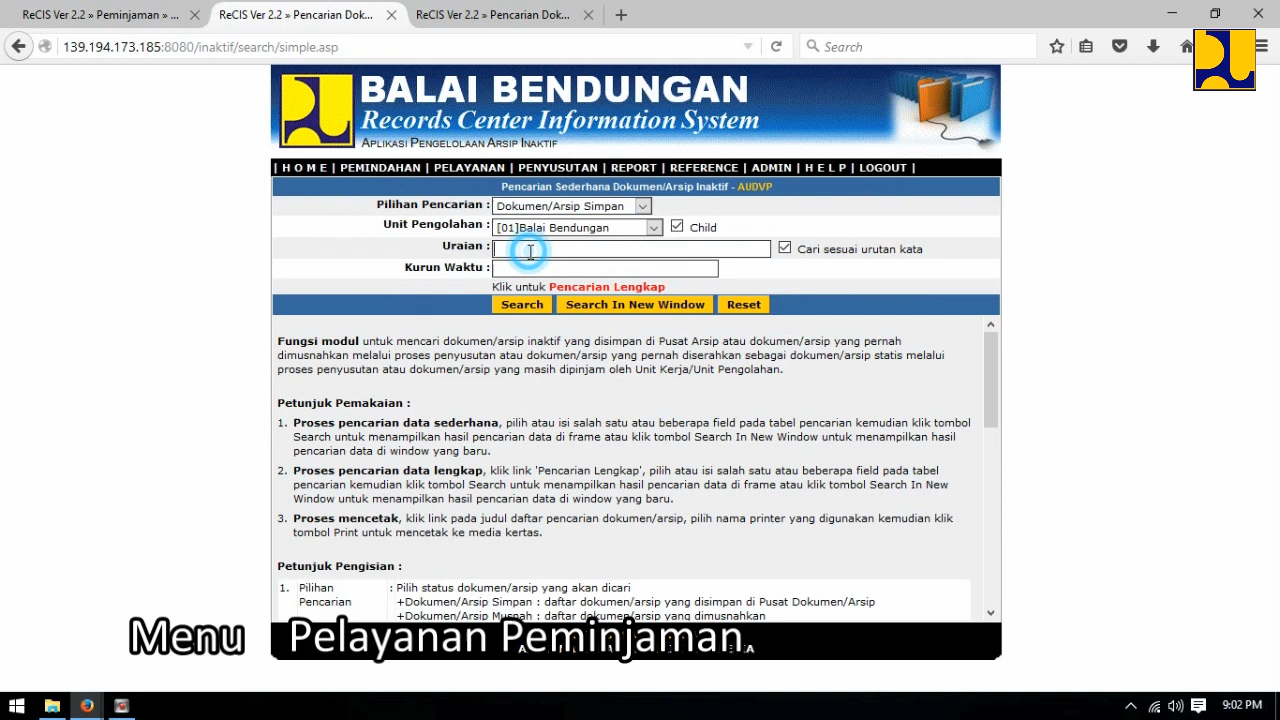 ReCIS Ver 2.2 » Peminjaman » ...
ReCIS Ver 2.2 » Pencarian Dok...
ReCIS Ver 2.2 » Pencarian Dok...
139.194.173.185:8080/inaktif/search/simple.asp
Search
BALAI BENDUNGAN
Records Center Information System
APLIKASI PENGELOLAAN ARSIP INAKTIF
| H O M E | PEMINDAHAN | PELAYANAN | PENYUSUTAN | REPORT | REFERENCE | ADMIN | H E L P | LOGOUT |
Pencarian Sederhana Dokumen/Arsip Inaktif - AUDVP
Pilihan Pencarian : Dokumen/Arsip Simpan
Unit Pengolahan : [01]Balai Bendungan Child
Uraian : Cari sesuai urutan kata
Kurun Waktu :
Klik untuk Pencarian Lengkap
Search Search In New Window Reset
Fungsi modul untuk mencari dokumen/arsip inaktif yang disimpan di Pusat Arsip atau dokumen/arsip yang pernah
dimusnahkan melalui proses penyusutan atau dokumen/arsip yang pernah diserahkan sebagai dokumen/arsip statis melalui
proses penyusutan atau dokumen/arsip yang masih dipinjam oleh Unit Kerja/Unit Pengolahan.
Petunjuk Pemakaian :
1. Proses pencarian data sederhana, pilih atau isi salah satu atau beberapa field pada tabel pencarian kemudian klik tombol
Search untuk menampilkan hasil pencarian data di frame atau klik tombol Search In New Window untuk menampilkan hasil
pencarian data di window yang baru.
2. Proses pencarian data lengkap, klik link 'Pencarian Lengkap', pilih atau isi salah satu atau beberapa field pada tabel
pencarian kemudian klik tombol Search untuk menampilkan hasil pencarian data di frame atau klik tombol Search In New
Window untuk menampilkan hasil pencarian data di window yang baru.
3. Proses mencetak, klik link pada judul daftar pencarian dokumen/arsip, pilih nama printer yang digunakan kemudian klik
tombol Print untuk mencetak ke media kertas.
Petunjuk Pengisian :
1. Pilihan : Pilih status dokumen/arsip yang akan dicari
Pencarian +Dokumen/Arsip Simpan : daftar dokumen/arsip yang disimpan di Pusat Dokumen/Arsip
+Dokumen/Arsip Musnah : daftar dokumen/arsip yang dimusnahkan
Menu Pelayanan Peminjaman
9:02 PM